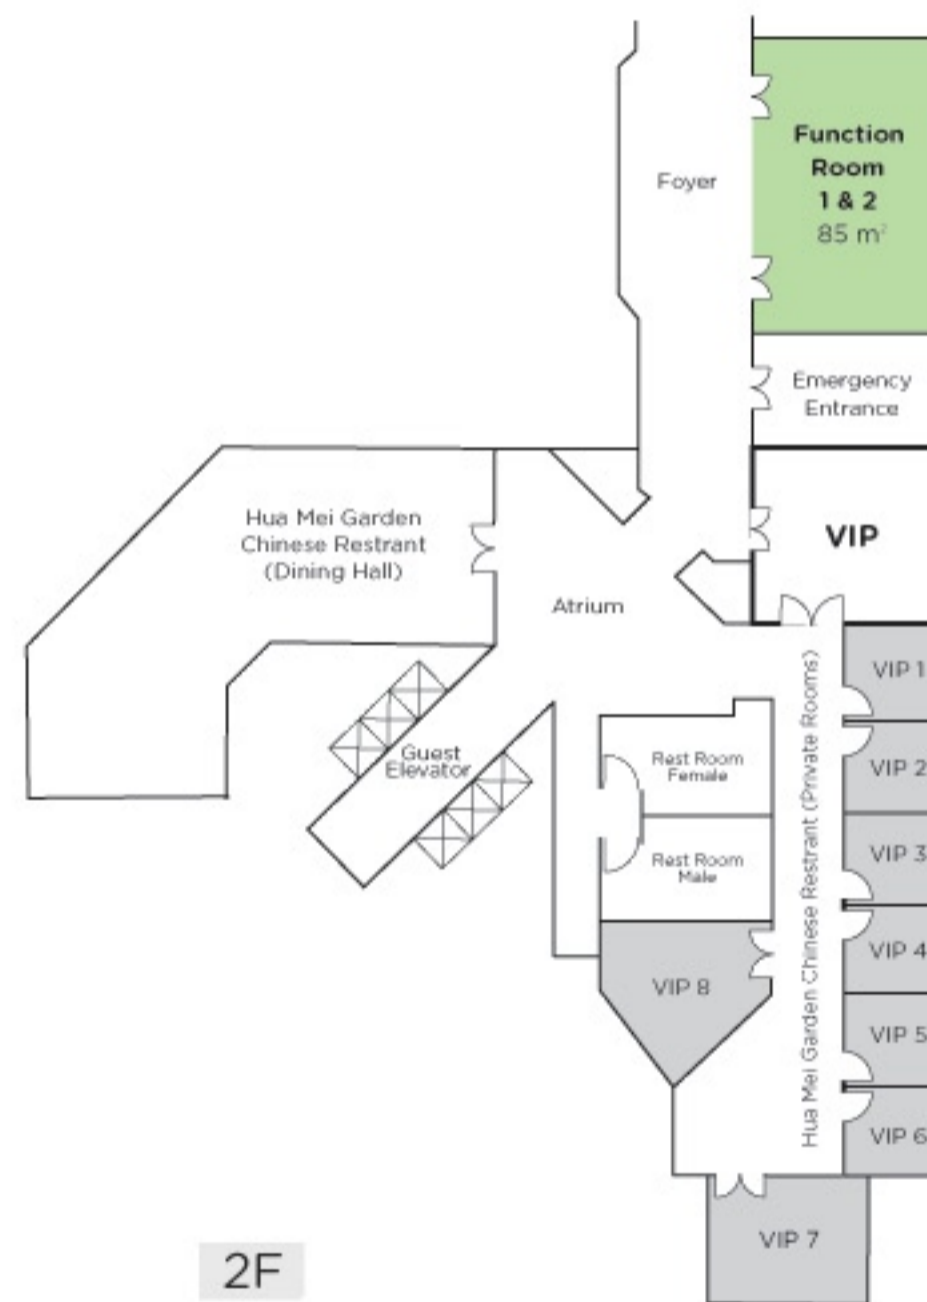 Function
Room
1 & 2
85 m²
Foyer
Emergency
Entrance
VIP
Hua Mei Garden
Chinese Restrant
(Dining Hall)
Atrium
Guest
Elevator
Rest Room
Female
Rest Room
Male
Hua Mei Garden Chinese Restrant (Private Rooms)
VIP 1
VIP 2
VIP 3
VIP 4
VIP 5
VIP 6
VIP 8
VIP 7
2F